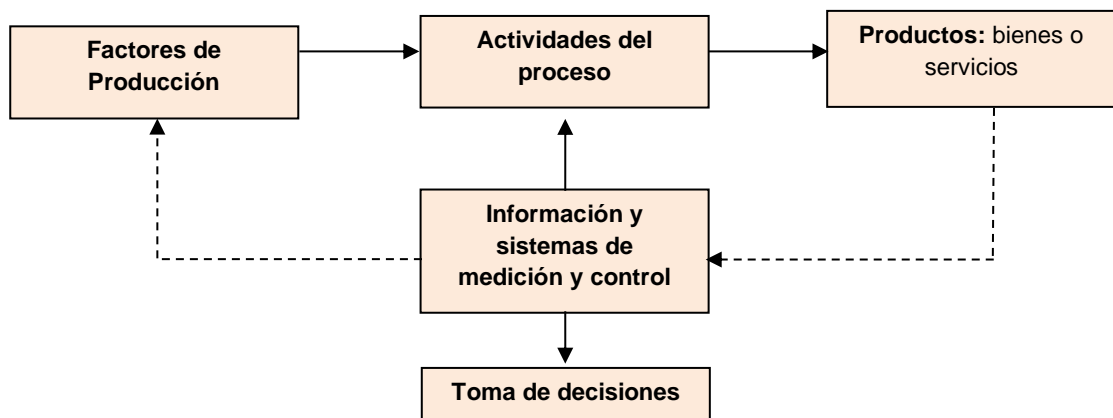 Factores de
Producción
Actividades del
proceso
Productos: bienes o
servicios
Información y
sistemas de
medición y control
Toma de decisiones